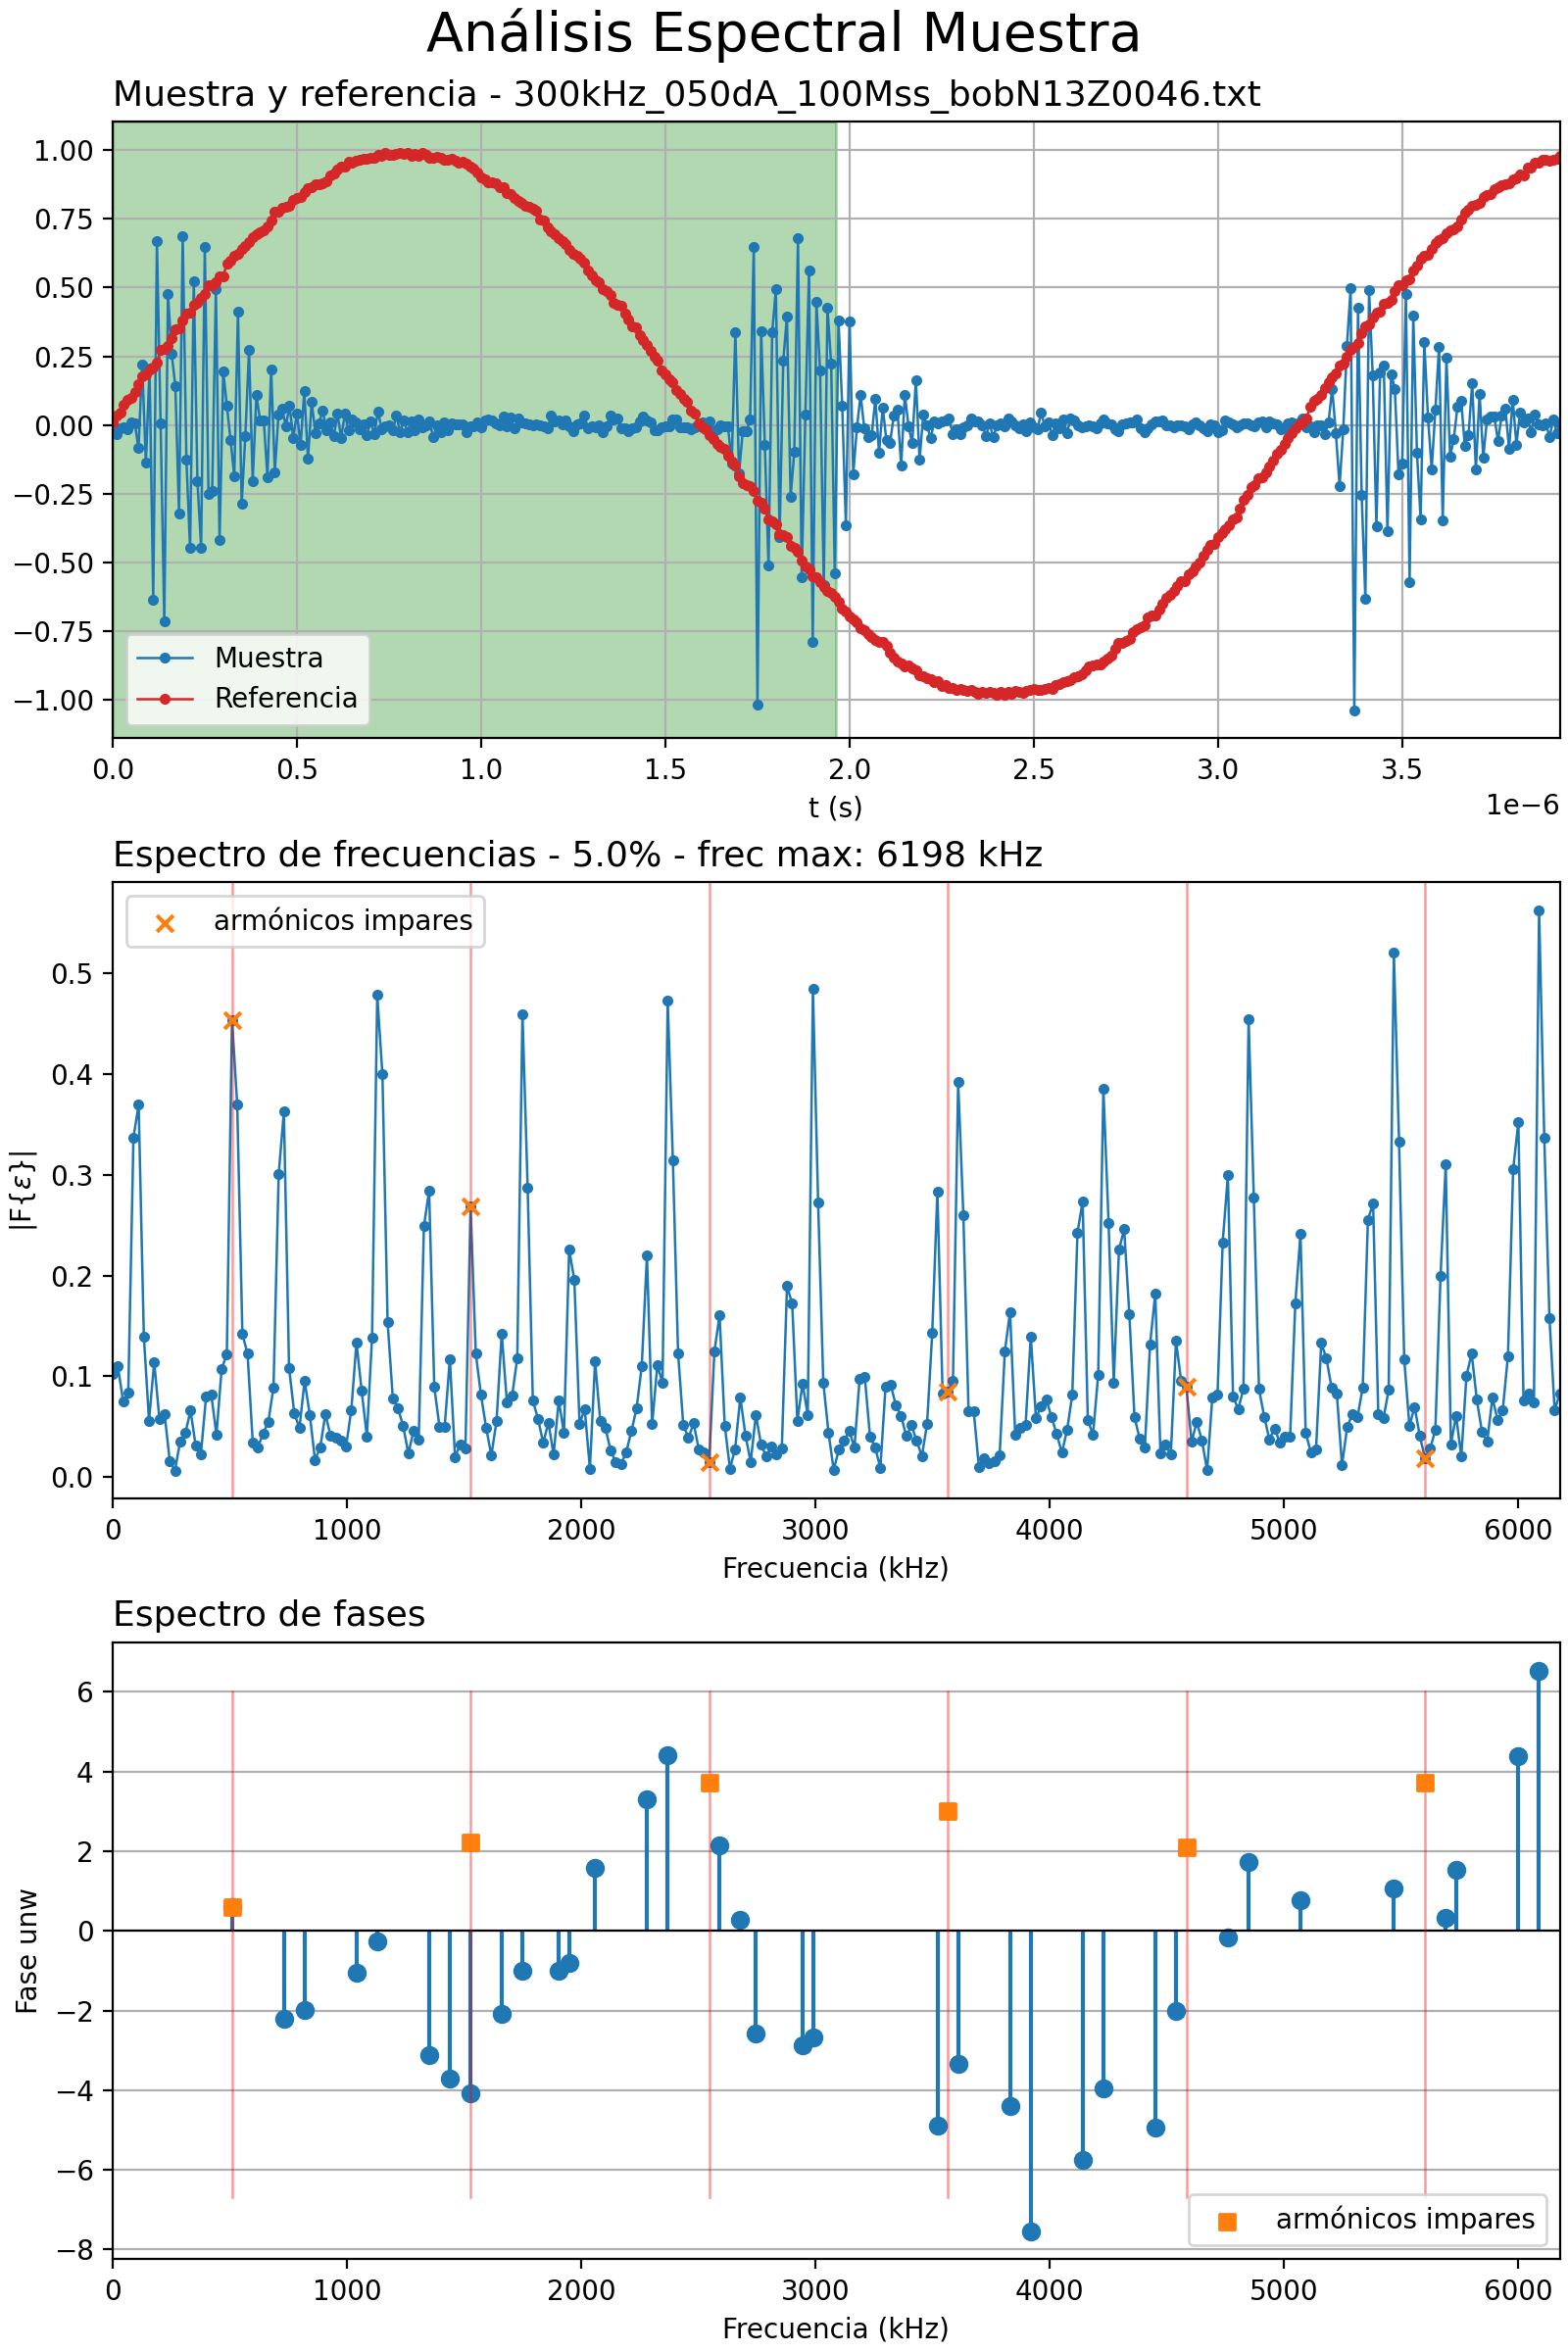 Análisis Espectral Muestra
Muestra y referencia - 300kHz_050dA_100Mss_bobN13Z0046.txt
1.00
0.75
0.50
0.25
0.00
−0.25
−0.50
−0.75
−1.00
Muestra
Referencia
0.0 0.5 1.0 1.5 2.0 2.5 3.0 3.5
t (s)
1e−6
Espectro de frecuencias - 5.0% - frec max: 6198 kHz
armónicos impares
0.5
0.4
0.3
0.2
0.1
0.0
|F{ε}|
0 1000 2000 3000 4000 5000 6000
Frecuencia (kHz)
Espectro de fases
6
4
2
0
−2
−4
−6
−8
Fase unw
armónicos impares
0 1000 2000 3000 4000 5000 6000
Frecuencia (kHz)